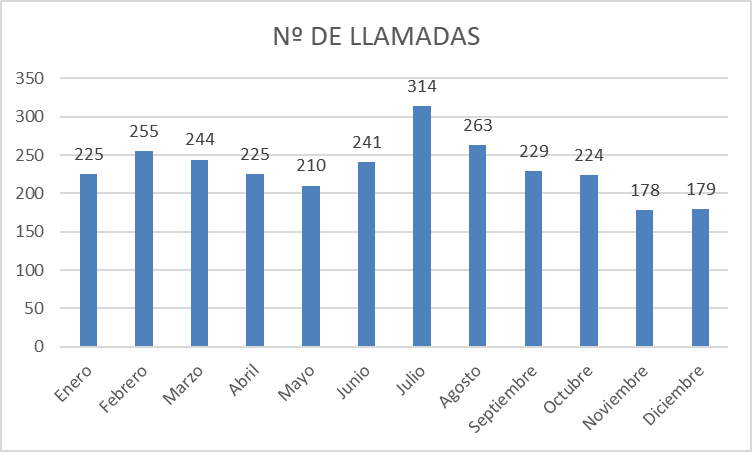 Nº DE LLAMADAS
350
300
250
200
150
100
50
0
225
255
244
225
210
241
314
263
229
224
178
179
Enero
Febrero
Marzo
Abril
Mayo
Junio
Julio
Agosto
Septiembre
Octubre
Noviembre
Diciembre